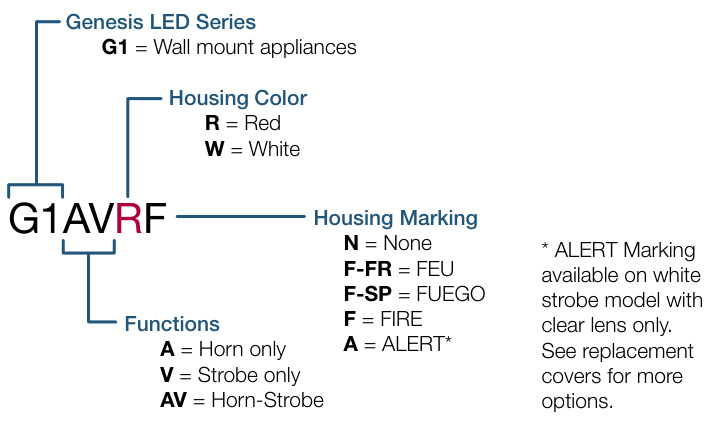 Genesis LED Series
G1 = Wall mount appliances
Housing Color
R = Red
W = White
G1AVRF
Housing Marking
N = None
F-FR = FEU
F-SP = FUEGO
F = FIRE
A = ALERT*
* ALERT Marking
available on white
strobe model with
clear lens only.
See replacement
covers for more
options.
Functions
A = Horn only
V = Strobe only
AV = Horn-Strobe